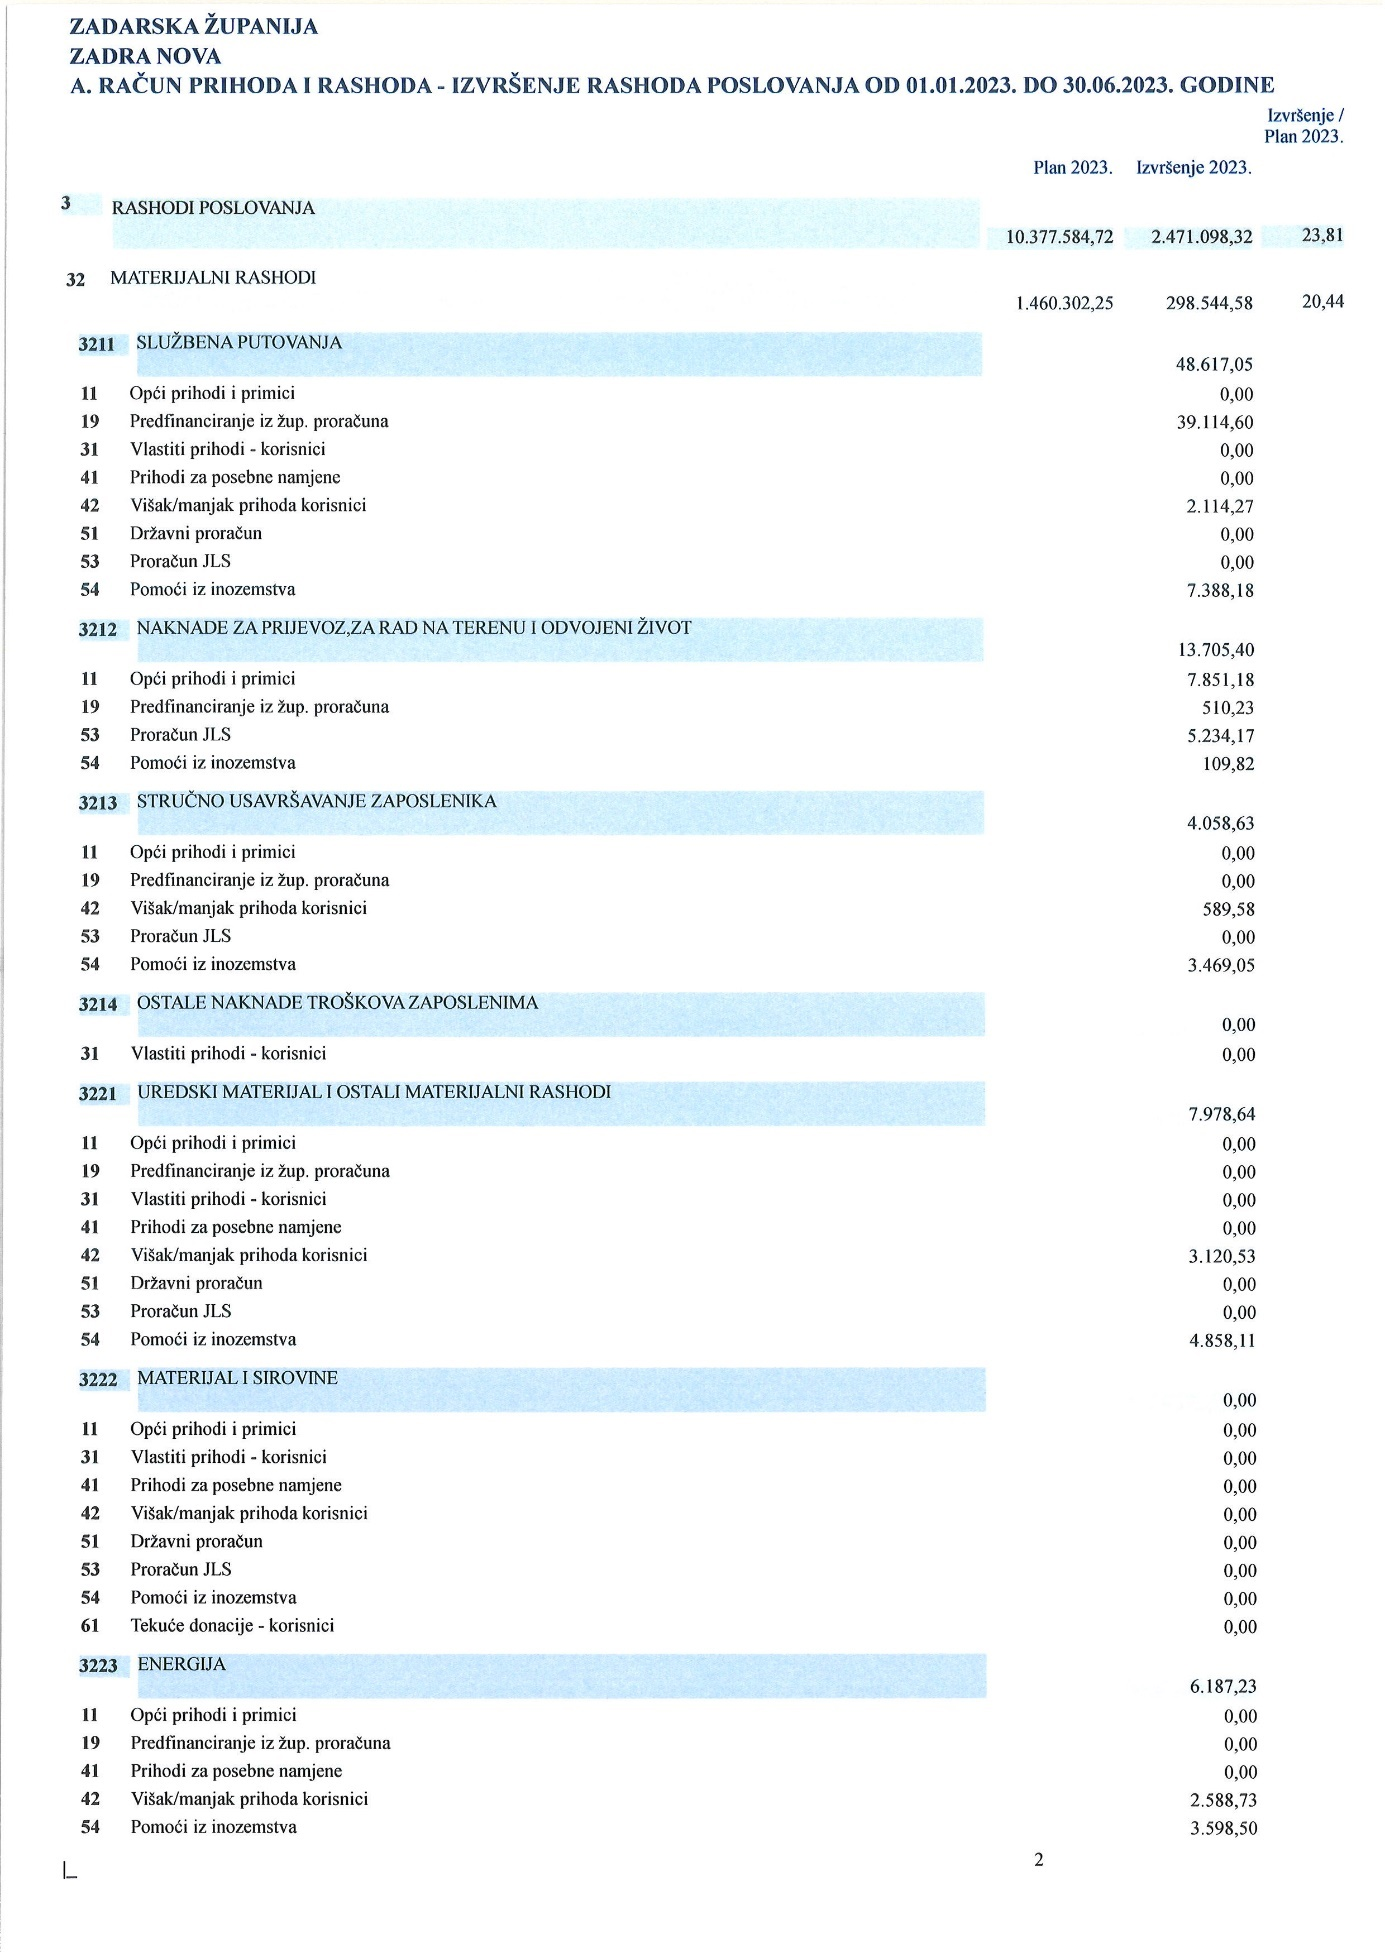 ZADARSKA ŽUPANIJA
ZADRA NOVA
A. RAČUN PRIHODA I RASHODA - IZVRŠENJE RASHODA POSLOVANJA OD 01.01.2023. DO 30.06.2023. GODINE
Izvršenje /
Plan 2023.
Plan 2023. Izvršenje 2023.
3 RASHODI POSLOVANJA
10.377.584,72 2.471.098,32 23,81
32 MATERIJALNI RASHODI
1.460.302,25 298.544,58 20,44
3211 SLUŽBENA PUTOVANJA
48.617,05
11 Opći prihodi i primici 0,00
19 Predfinanciranje iz žup. proračuna 39.114,60
31 Vlastiti prihodi - korisnici 0,00
41 Prihodi za posebne namjene 0,00
42 Višak/manjak prihoda korisnici 2.114,27
51 Državni proračun 0,00
53 Proračun JLS 0,00
54 Pomoći iz inozemstva 7.388,18
3212 NAKNADE ZA PRIJEVOZ,ZA RAD NA TERENU I ODVOJENI ŽIVOT
13.705,40
11 Opći prihodi i primici 7.851,18
19 Predfinanciranje iz žup. proračuna 510,23
53 Proračun JLS 5.234,17
54 Pomoći iz inozemstva 109,82
3213 STRUČNO USAVRŠAVANJE ZAPOSLENIKA
4.058,63
11 Opći prihodi i primici 0,00
19 Predfinanciranje iz žup. proračuna 0,00
42 Višak/manjak prihoda korisnici 589,58
53 Proračun JLS 0,00
54 Pomoći iz inozemstva 3.469,05
3214 OSTALE NAKNADE TROŠKOVA ZAPOSLENIMA
0,00
31 Vlastiti prihodi - korisnici 0,00
3221 UREDSKI MATERIJAL I OSTALI MATERIJALNI RASHODI
7.978,64
11 Opći prihodi i primici 0,00
19 Predfinanciranje iz žup. proračuna 0,00
31 Vlastiti prihodi - korisnici 0,00
41 Prihodi za posebne namjene 0,00
42 Višak/manjak prihoda korisnici 3.120,53
51 Državni proračun 0,00
53 Proračun JLS 0,00
54 Pomoći iz inozemstva 4.858,11
3222 MATERIJAL I SIROVINE
0,00
11 Opći prihodi i primici 0,00
31 Vlastiti prihodi - korisnici 0,00
41 Prihodi za posebne namjene 0,00
42 Višak/manjak prihoda korisnici 0,00
51 Državni proračun 0,00
53 Proračun JLS 0,00
54 Pomoći iz inozemstva 0,00
61 Tekuće donacije - korisnici 0,00
3223 ENERGIJA
6.187,23
11 Opći prihodi i primici 0,00
19 Predfinanciranje iz žup. proračuna 0,00
41 Prihodi za posebne namjene 0,00
42 Višak/manjak prihoda korisnici 2.588,73
54 Pomoći iz inozemstva 3.598,50
2